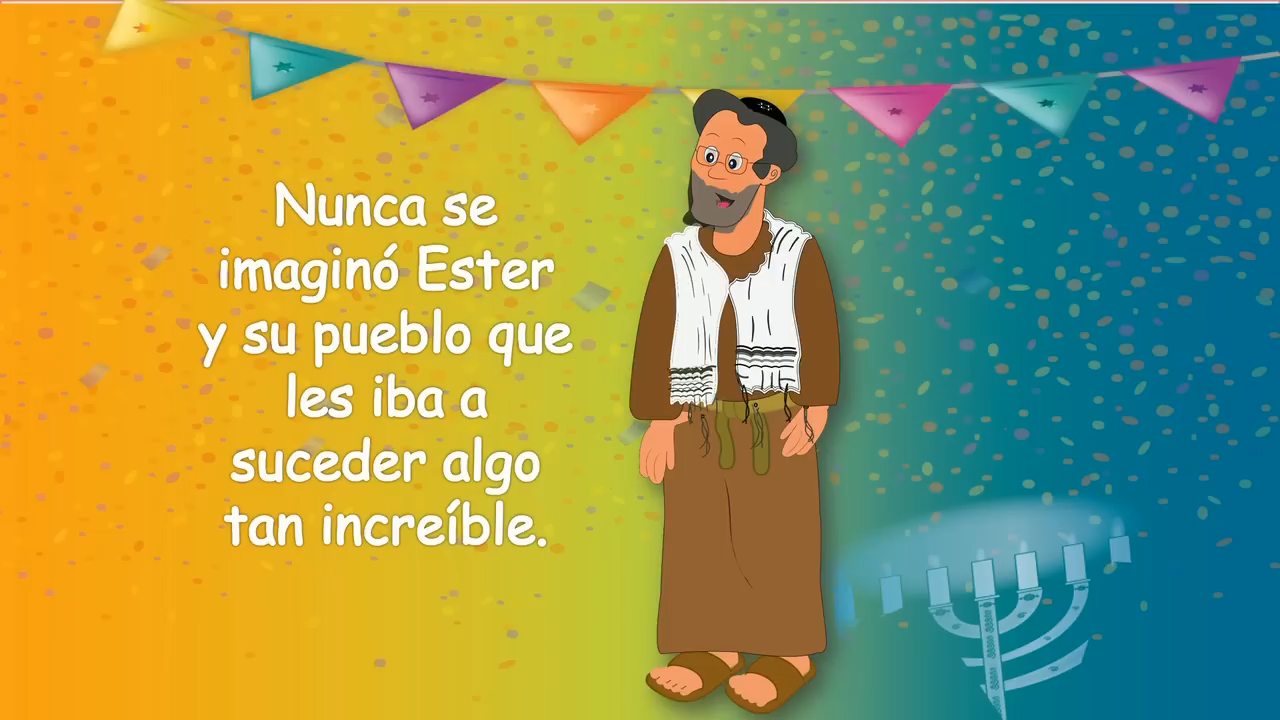 Nunca se
imaginó Ester
y su pueblo que
les iba a
suceder algo
tan increíble.